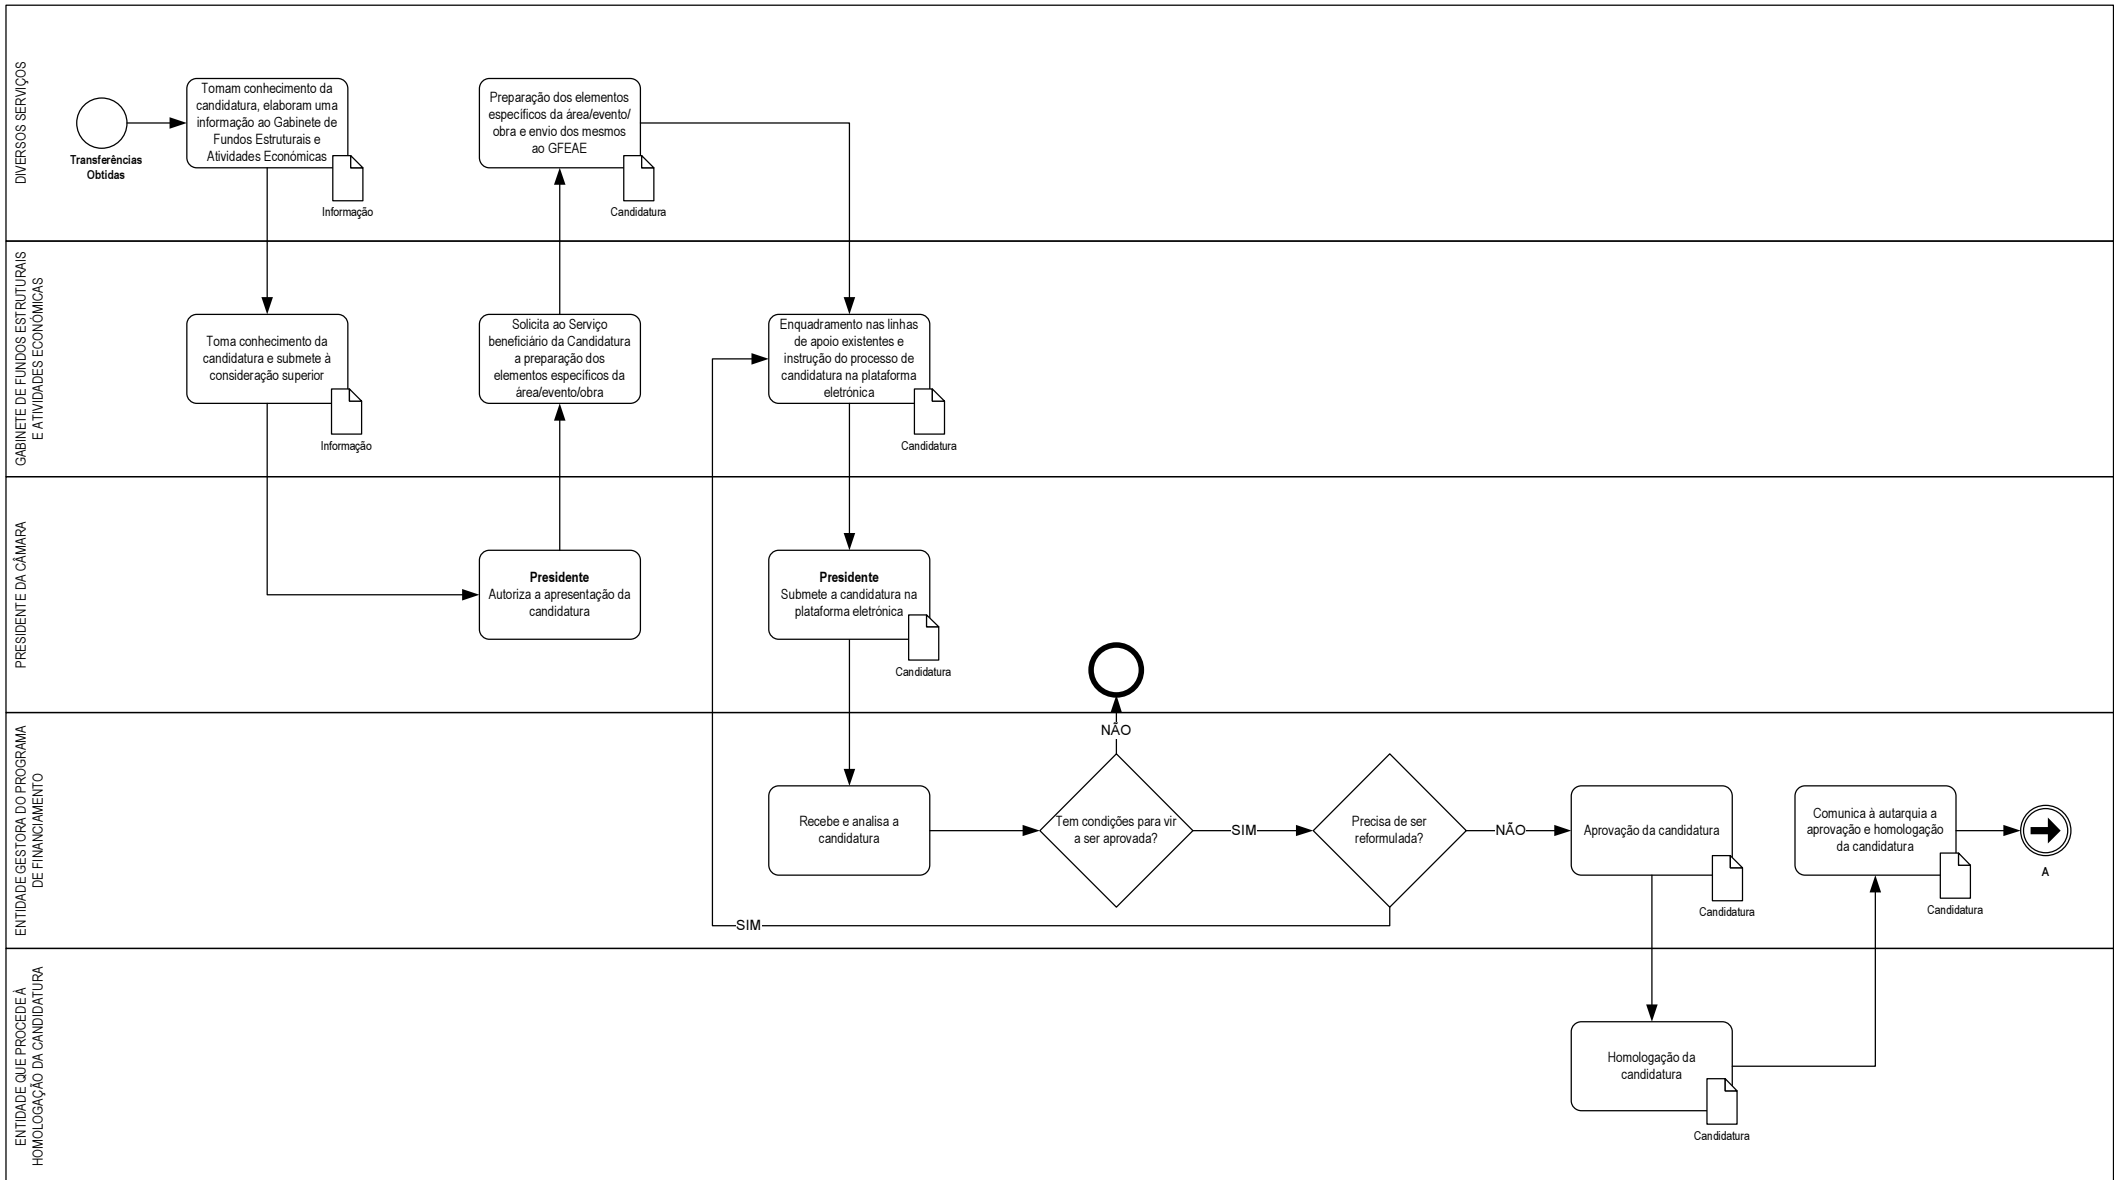 DIVERSOS SERVIÇOS
Transferências
Obtidas
Tomam conhecimento da
candidatura, elaboram uma
informação ao Gabinete de
Fundos Estruturais e
Atividades Económicas
Informação
Preparação dos elementos
específicos da área/evento/
obra e envio dos mesmos
ao GFEAE
Candidatura
GABINETE DE FUNDOS ESTRUTURAIS
E ATIVIDADES ECONÓMICAS
Toma conhecimento da
candidatura e submete à
consideração superior
Informação
Solicita ao Serviço
beneficiário da Candidatura
a preparação dos
elementos específicos da
área/evento/obra
Enquadramento nas linhas
de apoio existentes e
instrução do processo de
candidatura na plataforma
eletrónica
Candidatura
PRESIDENTE DA CÂMARA
Presidente
Autoriza a apresentação da
candidatura
Presidente
Submete a candidatura na
plataforma eletrónica
Candidatura
ENTIDADE GESTORA DO PROGRAMA
DE FINANCIAMENTO
Recebe e analisa a
candidatura
NÃO
Tem condições para vir
a ser aprovada?
SIM
Precisa de ser
reformulada?
NÃO
SIM
Aprovação da candidatura
Candidatura
Comunica à autarquia a
aprovação e homologação
da candidatura
Candidatura
A
ENTIDADE QUE PROCEDE À
HOMOLOGAÇÃO DA CANDIDATURA
Homologação da
candidatura
Candidatura